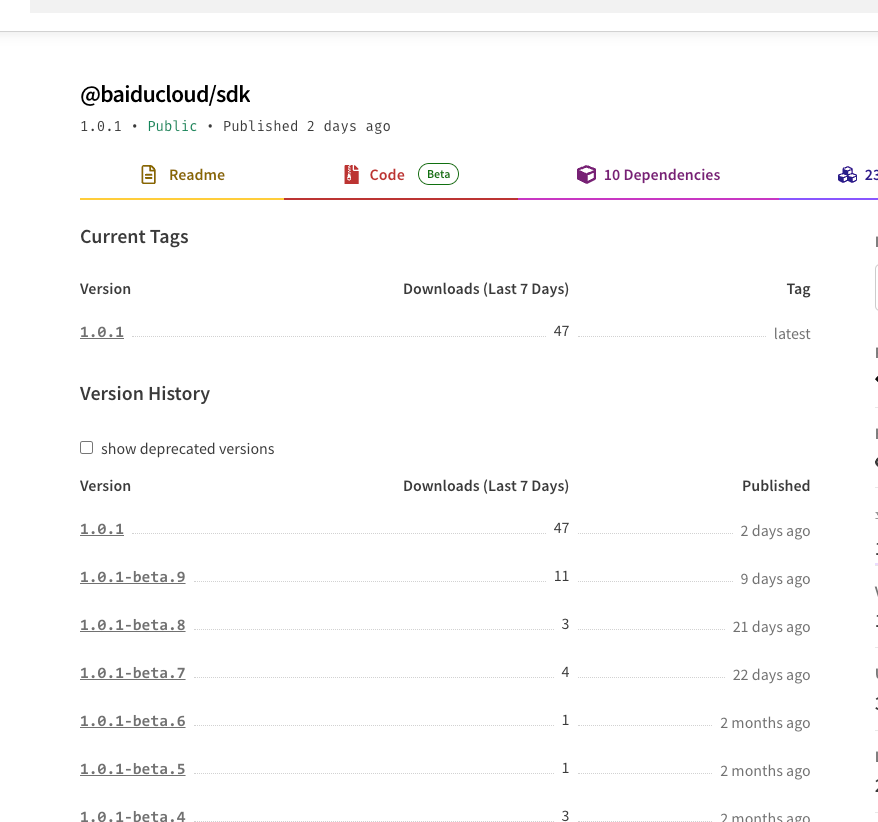 @baiducloud/sdk
1.0.1 • Public • Published 2 days ago
Readme Code Beta 10 Dependencies 23
Current Tags
Version Downloads (Last 7 Days) Tag
1.0.1 47 latest
Version History
show deprecated versions
Version Downloads (Last 7 Days) Published
1.0.1 47 2 days ago
1.0.1-beta.9 11 9 days ago
1.0.1-beta.8 3 21 days ago
1.0.1-beta.7 4 22 days ago
1.0.1-beta.6 1 2 months ago
1.0.1-beta.5 1 2 months ago
1.0.1-beta.4 3 2 months ago